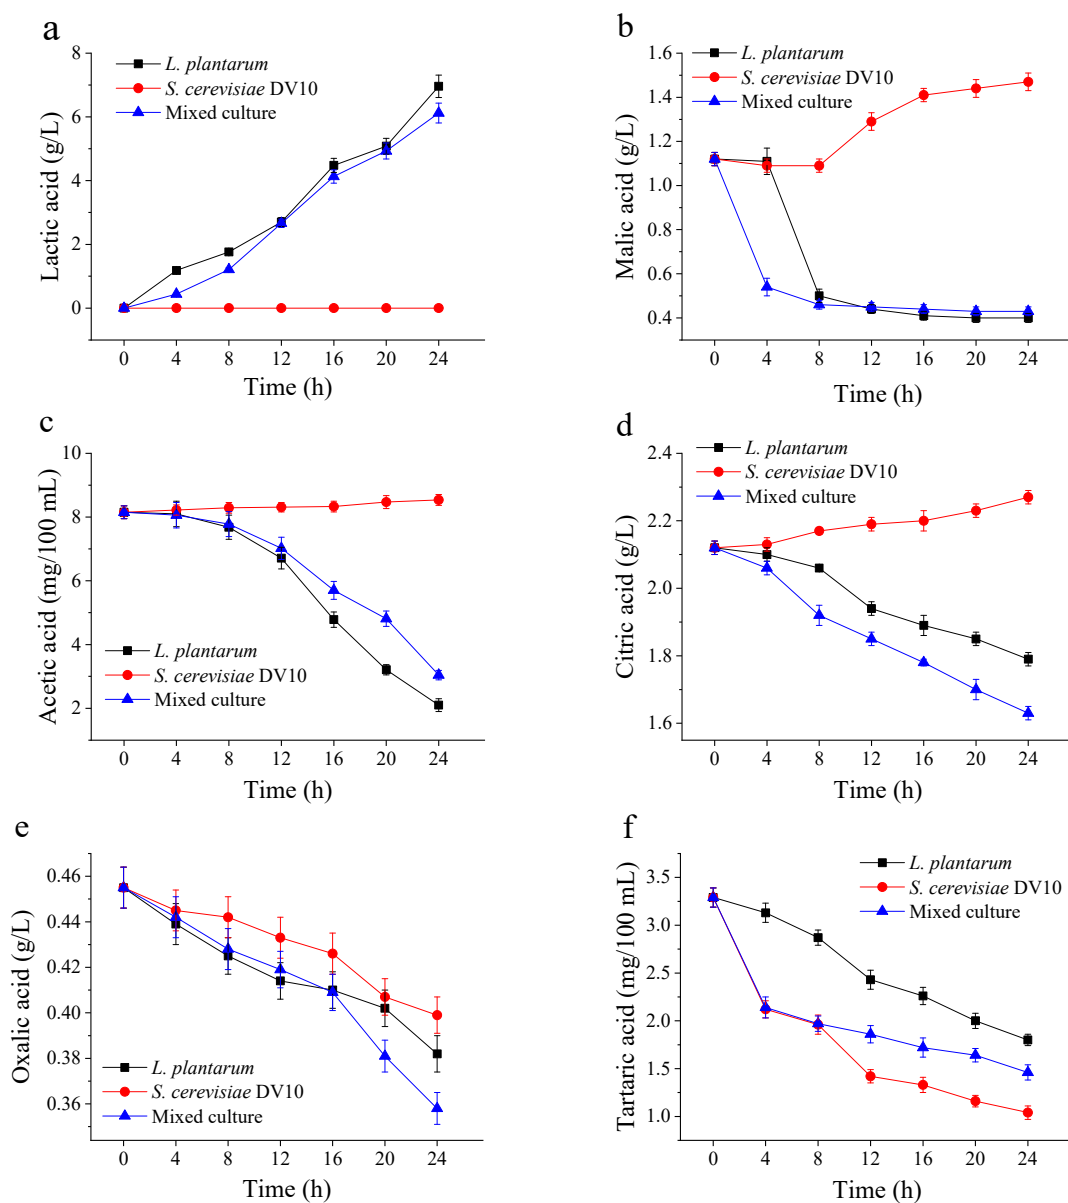 a
L. plantarum
S. cerevisiae DV10
Mixed culture
Lactic acid (g/L)
8
6
4
2
0
0 4 8 12 16 20 24
Time (h)
b
L. plantarum
S. cerevisiae DV10
Mixed culture
Malic acid (g/L)
1.6
1.4
1.2
1.0
0.8
0.6
0.4
0 4 8 12 16 20 24
Time (h)
c
Acetic acid (mg/100 mL)
10
8
6
4
2
L. plantarum
S. cerevisiae DV10
Mixed culture
0 4 8 12 16 20 24
Time (h)
d
L. plantarum
S. cerevisiae DV10
Mixed culture
Citric acid (g/L)
2.4
2.2
2.0
1.8
1.6
0 4 8 12 16 20 24
Time (h)
e
Oxalic acid (g/L)
0.46
0.44
0.42
0.40
0.38
0.36
L. plantarum
S. cerevisiae DV10
Mixed culture
0 4 8 12 16 20 24
Time (h)
f
L. plantarum
S. cerevisiae DV10
Mixed culture
Tartaric acid (mg/100 mL)
3.5
3.0
2.5
2.0
1.5
1.0
0 4 8 12 16 20 24
Time (h)